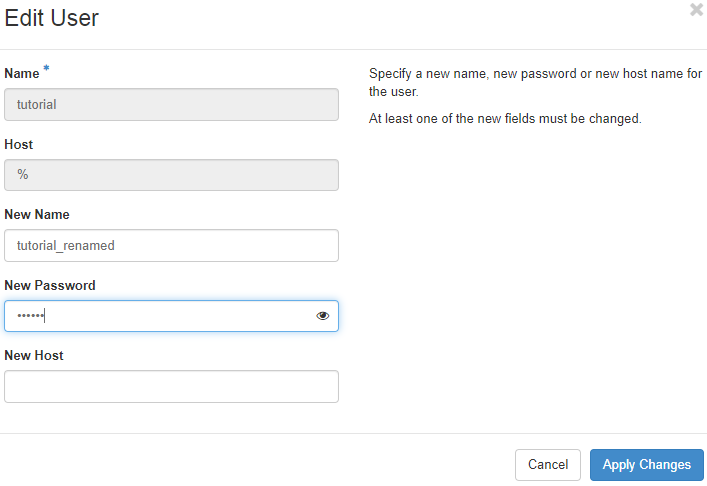 Edit User
Name *
tutorial
Host
%
New Name
tutorial_renamed
New Password
••••••
New Host
Specify a new name, new password or new host name for
the user.
At least one of the new fields must be changed.
Cancel
Apply Changes